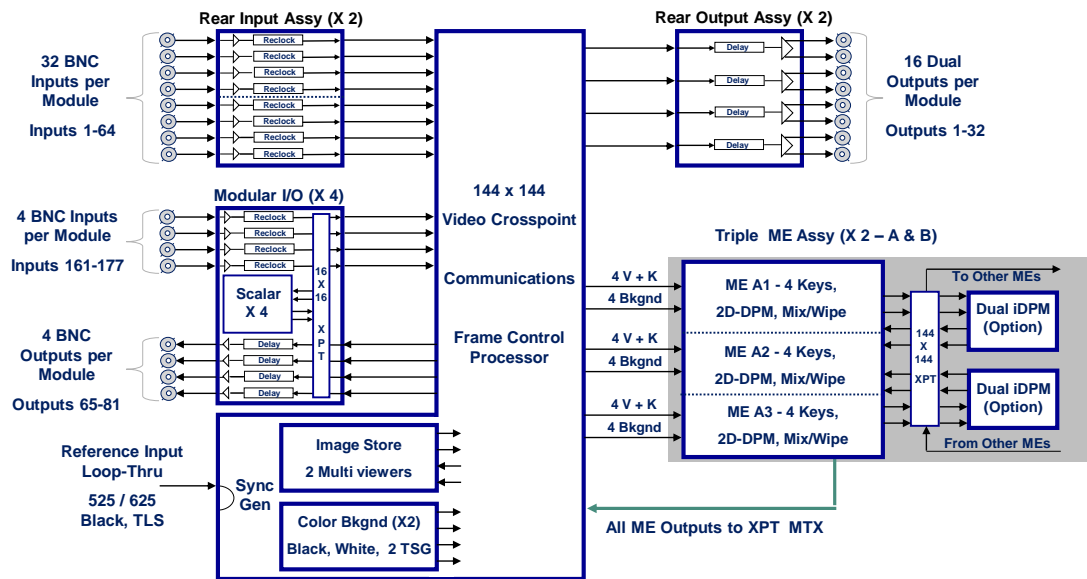 Rear Input Assy (X 2)
32 BNC
Inputs per
Module
Inputs 1-64
Reclock
Reclock
Reclock
Reclock
Reclock
Reclock
Reclock
Reclock
Modular I/O (X 4)
4 BNC Inputs
per Module
Inputs 161-177
Reclock
Reclock
Reclock
Reclock
Scalar
X 4
16
X
16
X
P
T
4 BNC
Outputs per
Module
Outputs 65-81
Delay
Delay
Delay
Delay
Reference Input
Loop-Thru
525 / 625
Black, TLS
Sync
Gen
Image Store
2 Multi viewers
Color Bkgnd (X2)
Black, White, 2 TSG
144 x 144
Video Crosspoint
Communications
Frame Control
Processor
Rear Output Assy (X 2)
Delay
Delay
Delay
Delay
16 Dual
Outputs per
Module
Outputs 1-32
Triple ME Assy (X 2 – A & B)
4 V + K
4 Bkgnd
4 V + K
4 Bkgnd
4 V + K
4 Bkgnd
ME A1 - 4 Keys,
2D-DPM, Mix/Wipe
ME A2 - 4 Keys,
2D-DPM, Mix/Wipe
ME A3 - 4 Keys,
2D-DPM, Mix/Wipe
144
X
144
XPT
To Other MEs
Dual iDPM
(Option)
Dual iDPM
(Option)
From Other MEs
All ME Outputs to XPT MTX